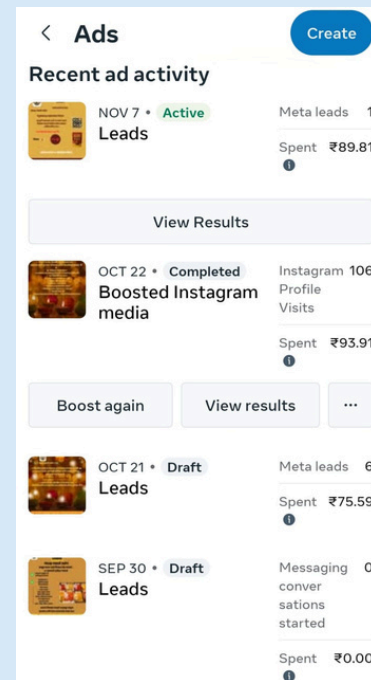 Ads
Create
Recent ad activity
NOV 7 • Active
Leads
Meta leads 1
Spent ₹89.81
View Results
OCT 22 • Completed
Boosted Instagram
media
Instagram 106
Profile
Visits
Spent ₹93.91
Boost again
View results
...
OCT 21 • Draft
Leads
Meta leads 6
Spent ₹75.59
SEP 30 • Draft
Leads
Messaging 0
conver
sations
started
Spent ₹0.00